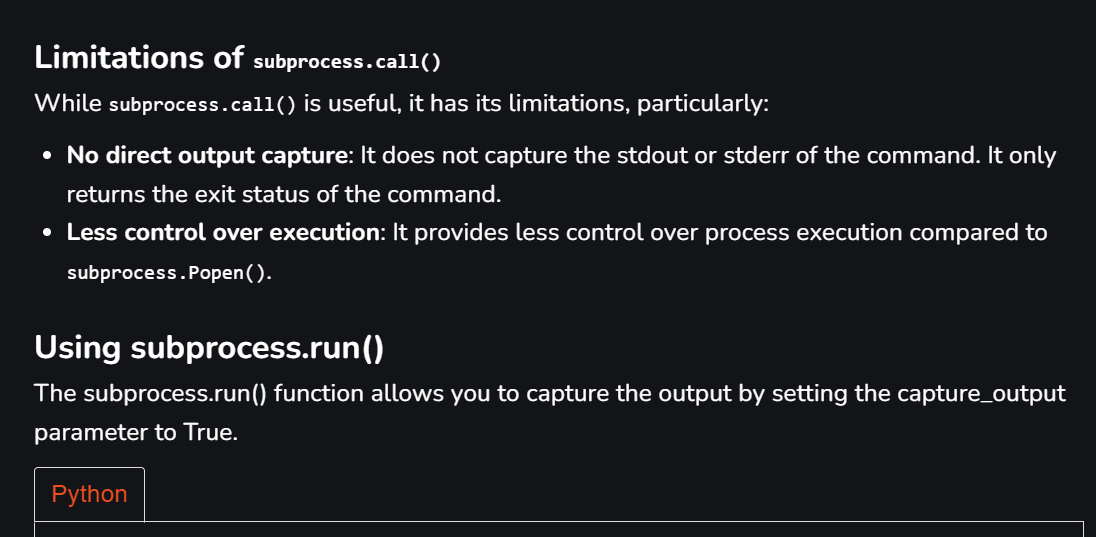 Limitations of subprocess.call()
While subprocess.call() is useful, it has its limitations, particularly:
• No direct output capture: It does not capture the stdout or stderr of the command. It only
returns the exit status of the command.
• Less control over execution: It provides less control over process execution compared to
subprocess.Popen().
Using subprocess.run()
The subprocess.run() function allows you to capture the output by setting the capture_output
parameter to True.
Python